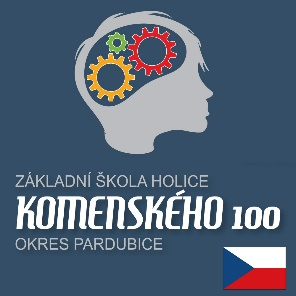 ZÁKLADNÍ ŠKOLA HOLICE
KOMENSKÉHO 100
OKRES PARDUBICE